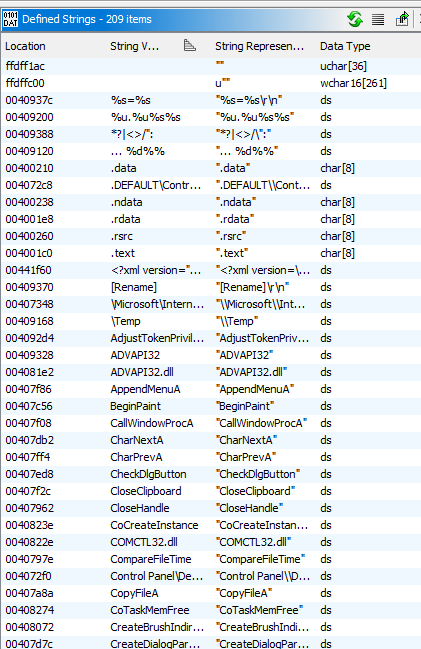 0101 DAT Defined Strings - 209 items
Location String V... String Represen... Data Type
ffdff1ac "" uchar[36]
ffdffc00 u"" wchar16[261]
0040937c %s=%s "%s=%s\r\n" ds
00409200 %u.%u%s%s "%u.%u%s%s" ds
00409388 *?|<>/": "*?|<>/\":" ds
00409120 ... %d%% "... %d%%" ds
00400210 .data ".data" char[8]
004072c8 .DEFAULT\Contr... ".DEFAULT\\Cont... ds
00400238 .ndata ".ndata" char[8]
004001e8 .rdata ".rdata" char[8]
00400260 .rsrc ".rsrc" char[8]
004001c0 .text ".text" char[8]
00441f60 <?xml version="... "<?xml version=\... ds
00409370 [Rename] "[Rename]\r\n" ds
00407348 \Microsoft\Intern... "\\Microsoft\\Int... ds
00409168 \Temp "\\Temp" ds
004092d4 AdjustTokenPrivil... "AdjustTokenPriv... ds
00409328 ADVAPI32 "ADVAPI32" ds
004081e2 ADVAPI32.dll "ADVAPI32.dll" ds
00407f86 AppendMenuA "AppendMenuA" ds
00407c56 BeginPaint "BeginPaint" ds
00407f08 CallWindowProcA "CallWindowProcA" ds
00407db2 CharNextA "CharNextA" ds
00407ff4 CharPrevA "CharPrevA" ds
00407ed8 CheckDlgButton "CheckDlgButton" ds
00407f2c CloseClipboard "CloseClipboard" ds
00407962 CloseHandle "CloseHandle" ds
0040823e CoCreateInstance "CoCreateInstan... ds
0040822e COMCTL32.dll "COMCTL32.dll" ds
0040797e CompareFileTime "CompareFileTime" ds
004072f0 Control Panel\De... "Control Panel\\D... ds
00407a8a CopyFileA "CopyFileA" ds
00408274 CoTaskMemFree "CoTaskMemFree" ds
00408072 CreateBrushIndir... "CreateBrushIndi... ds
00407d7c CreateDialogPar... "CreateDialogPar... ds